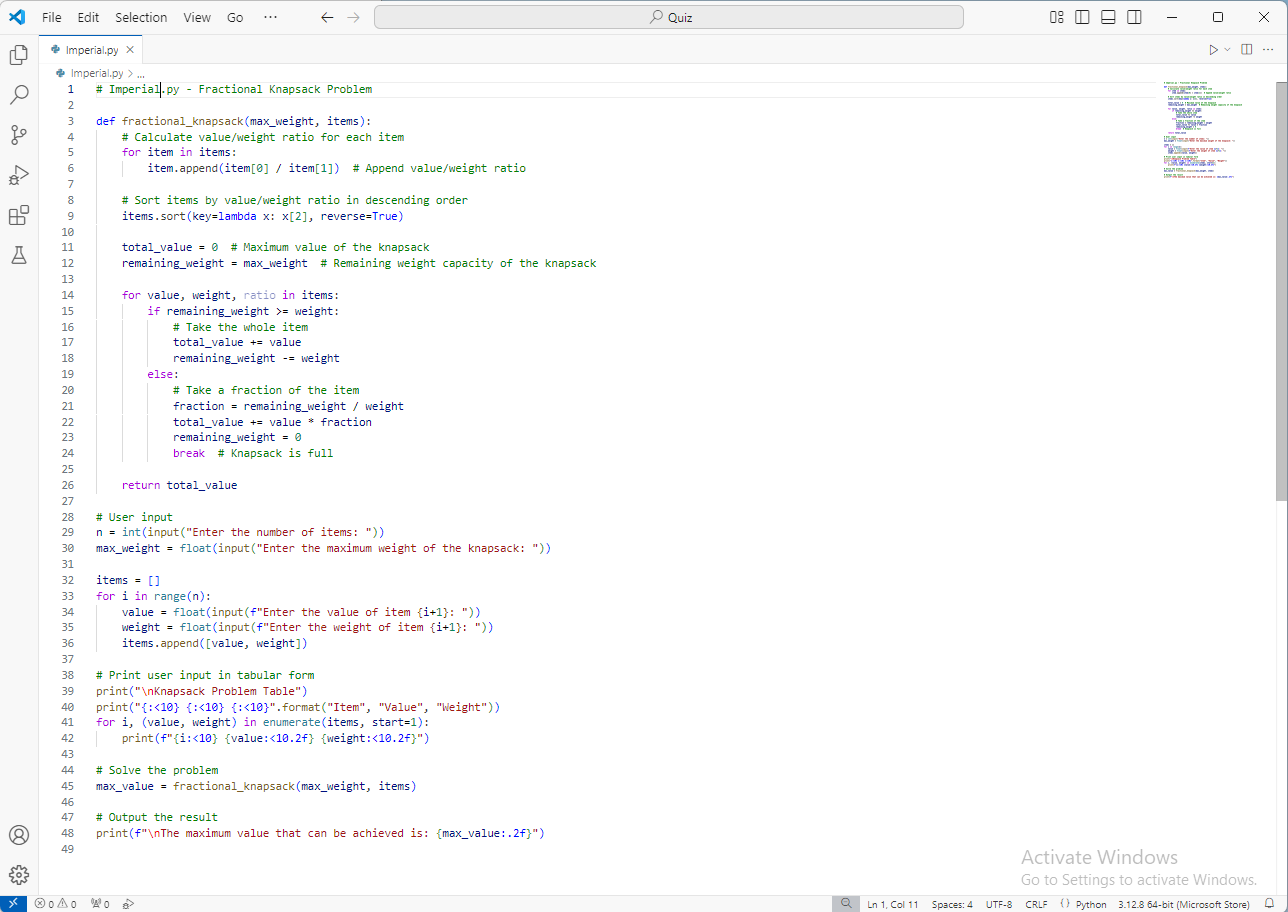 File Edit Selection View Go ··· Quiz
Imperial.py
Imperial.py > ...
1 # Imperial.py - Fractional Knapsack Problem
2
3 def fractional_knapsack(max_weight, items):
4     # Calculate value/weight ratio for each item
5     for item in items:
6         item.append(item[0] / item[1])  # Append value/weight ratio
7
8     # Sort items by value/weight ratio in descending order
9     items.sort(key=lambda x: x[2], reverse=True)
10
11     total_value = 0  # Maximum value of the knapsack
12     remaining_weight = max_weight  # Remaining weight capacity of the knapsack
13
14     for value, weight, ratio in items:
15         if remaining_weight >= weight:
16             # Take the whole item
17             total_value += value
18             remaining_weight -= weight
19         else:
20             # Take a fraction of the item
21             fraction = remaining_weight / weight
22             total_value += value * fraction
23             remaining_weight = 0
24             break  # Knapsack is full
25
26     return total_value
27
28 # User input
29 n = int(input("Enter the number of items: "))
30 max_weight = float(input("Enter the maximum weight of the knapsack: "))
31
32 items = []
33 for i in range(n):
34     value = float(input(f"Enter the value of item {i+1}: "))
35     weight = float(input(f"Enter the weight of item {i+1}: "))
36     items.append([value, weight])
37
38 # Print user input in tabular form
39 print("\nKnapsack Problem Table")
40 print("{:<10} {:<10} {:<10}".format("Item", "Value", "Weight"))
41 for i, (value, weight) in enumerate(items, start=1):
42     print(f"{i:<10} {value:<10.2f} {weight:<10.2f}")
43
44 # Solve the problem
45 max_value = fractional_knapsack(max_weight, items)
46
47 # Output the result
48 print(f"\nThe maximum value that can be achieved is: {max_value:.2f}")
49
Activate Windows
Go to Settings to activate Windows.
0 0 0 Ln 1, Col 11 Spaces: 4 UTF-8 CRLF {} Python 3.12.8 64-bit (Microsoft Store)